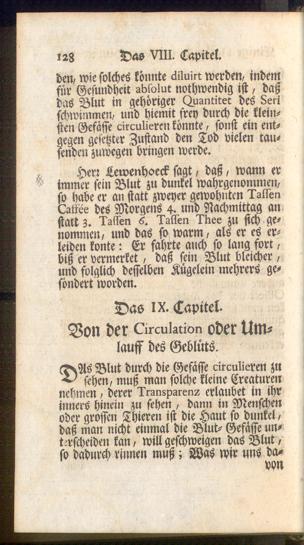 128 Das VIII. Capitel.
den, wie solches könnte diluirt werden, indem
für Gesundheit absolut nothwendig ist, daß
das Blut in gehöriger Quantitet des Seri
schwimmen, und hiemit frey durch die klein-
sten Gefässe circulieren könnte, sonst ein ent-
gegen gesetzter Zustand den Tod vielen tau-
senden zuwegen bringen werde.
Herr Lewenhoeck sagt, daß, wann er
immer sein Blut zu dunkel wahrgenommen,
so habe er an statt zweyer gewohnten Tassen
Caffée des Morgens 4. und Nachmittag an
statt 3. Tassen 6. Tassen Thee zu sich ge-
nommen, und das so warm, als er es er-
leiden konte: Er fahrte auch so lang fort,
biß er vermerket, daß sein Blut bleicher,
und folglich desselben Kügelein mehrers ge-
söndert worden.
Das IX. Capitel.
Von der Circulation oder Um-
lauff des Geblüts.
DAs Blut durch die Gefässe circulieren zu
sehen, muß man solche kleine Creaturen
nehmen, derer Transparenz erlaubet in ihr
inners hinein zu sehen, dann in Menschen
oder grossen Thieren ist die Haut so dunkel,
daß man nicht einmal die Blut-Gefässe un-
terscheiden kan, will geschweigen das Blut,
so dadurch rinnen muß; Was wir uns da-
von